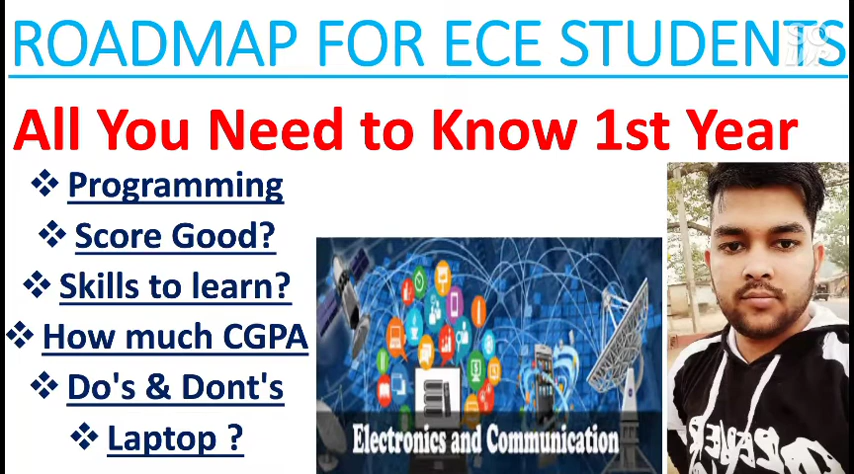 ROADMAP FOR ECE STUDENTS
All You Need to Know 1st Year
❖ Programming
❖ Score Good?
❖ Skills to learn?
❖ How much CGPA
❖ Do's & Dont's
❖ Laptop ?
Electronics and Communication